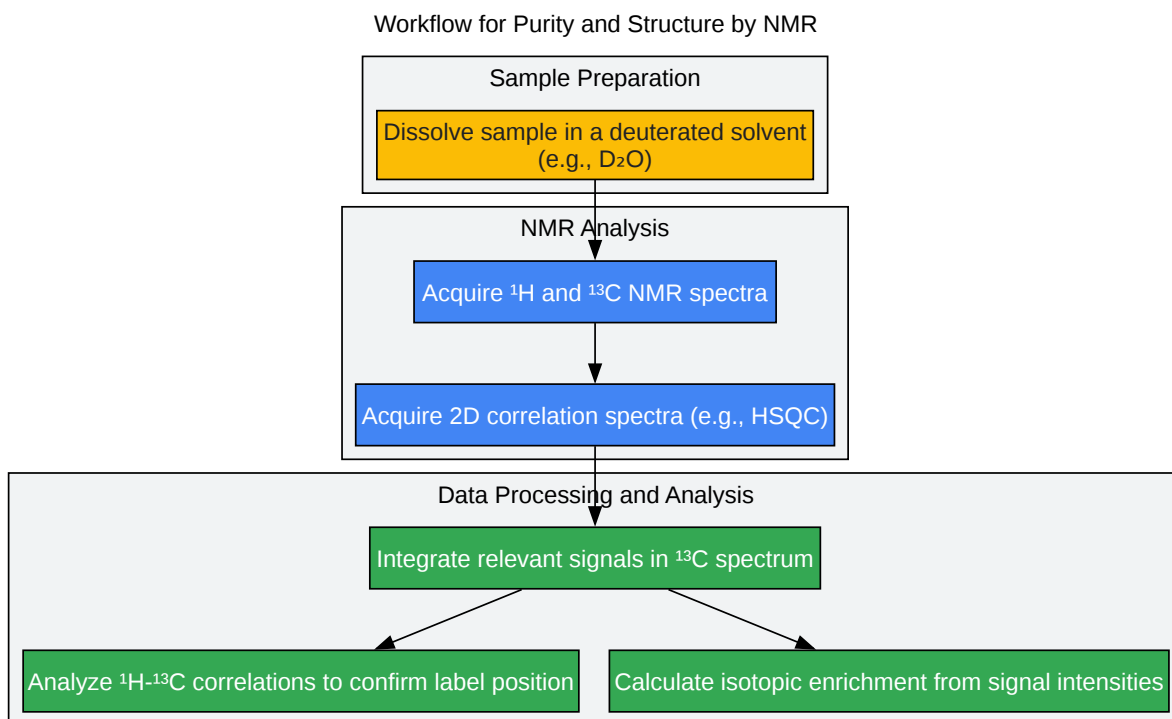 Workflow for Purity and Structure by NMR
Sample Preparation
Dissolve sample in a deuterated solvent
(e.g., D₂O)
NMR Analysis
Acquire ¹H and ¹³C NMR spectra
Acquire 2D correlation spectra (e.g., HSQC)
Data Processing and Analysis
Integrate relevant signals in ¹³C spectrum
Analyze ¹H-¹³C correlations to confirm label position
Calculate isotopic enrichment from signal intensities